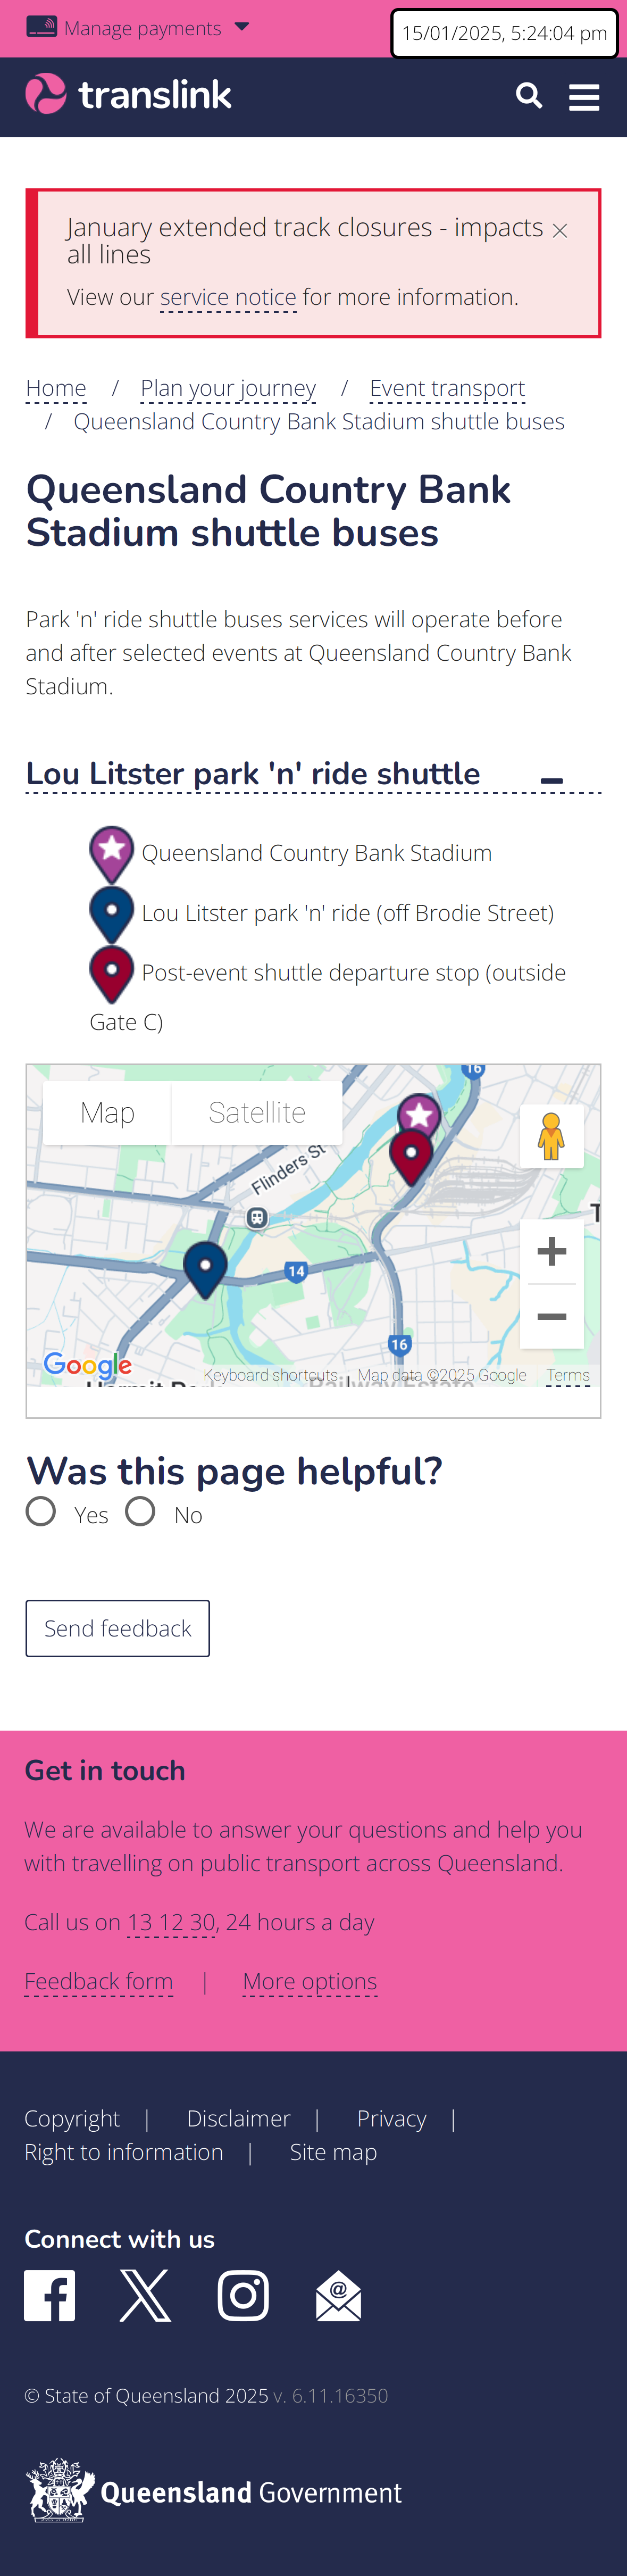 Manage payments
15/01/2025, 5:24:04 pm
translink
January extended track closures - impacts
all lines
View our service notice for more information.
Home / Plan your journey / Event transport
/ Queensland Country Bank Stadium shuttle buses
Queensland Country Bank
Stadium shuttle buses
Park 'n' ride shuttle buses services will operate before
and after selected events at Queensland Country Bank
Stadium.
Lou Litster park 'n' ride shuttle
Queensland Country Bank Stadium
Lou Litster park 'n' ride (off Brodie Street)
Post-event shuttle departure stop (outside
Gate C)
16
Map
Satellite
Flinders St
14
16
Google
Keyboard shortcuts
Map data ©2025 Google
Terms
Railway Estate
Was this page helpful?
Yes No
Send feedback
Get in touch
We are available to answer your questions and help you
with travelling on public transport across Queensland.
Call us on 13 12 30, 24 hours a day
Feedback form | More options
Copyright | Disclaimer | Privacy |
Right to information | Site map
Connect with us
© State of Queensland 2025 v. 6.11.16350
Queensland Government